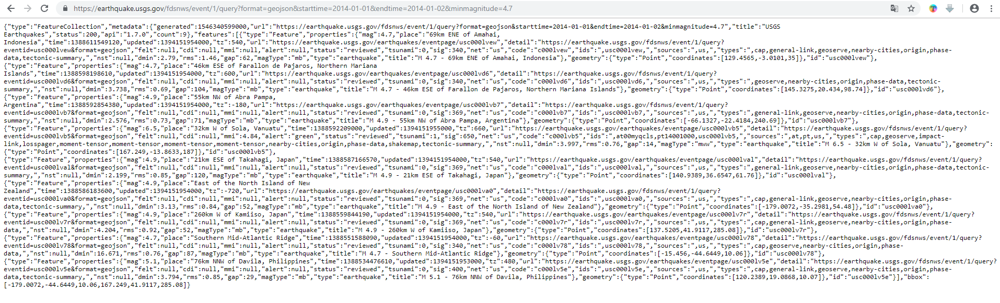 https://earthquake.usgs.gov/fdsnws/event/1/query?format=geojson&starttime=2014-01-01&endtime=2014-01-02&minmagnitude=4.7
{"type":"FeatureCollection","metadata":{"generated":1546340599000,"url":"https://earthquake.usgs.gov/fdsnws/event/1/query?format=geojson&starttime=2014-01-01&endtime=2014-01-02&minmagnitude=4.7","title":"USGS
Earthquakes","status":200,"api":"1.7.0","count":9},"features":[{"type":"Feature","properties":{"mag":4.7,"place":"69km ENE of Amahai,
Indonesia","time":1388611549120,"updated":1394151954000,"tz":540,"url":"https://earthquake.usgs.gov/earthquakes/eventpage/usc000lvew","detail":"https://earthquake.usgs.gov/fdsnws/event/1/query?
eventid=usc000lvew&format=geojson","felt":null,"cdi":null,"mmi":null,"alert":null,"status":"reviewed","tsunami":0,"sig":340,"net":"us","code":"c000lvew","ids":",usc000lvew,","sources":",us,","types":",cap,general-link,geoserve,nearby-cities,origin,phase-
data,tectonic-summary,","nst":null,"dmin":2.79,"rms":1.46,"gap":62,"magType":"mb","type":"earthquake","title":"M 4.7 - 69km ENE of Amahai, Indonesia"},"geometry":{"type":"Point","coordinates":[129.4565,-3.0101,35]},"id":"usc000lvew"},
{"type":"Feature","properties":{"mag":4.7,"place":"46km ESE of Farallon de Pajaros, Northern Mariana
Islands","time":1388598198610,"updated":1394151954000,"tz":600,"url":"https://earthquake.usgs.gov/earthquakes/eventpage/usc000lvd6","detail":"https://earthquake.usgs.gov/fdsnws/event/1/query?
eventid=usc000lvd6&format=geojson","felt":null,"cdi":null,"mmi":null,"alert":null,"status":"reviewed","tsunami":0,"sig":340,"net":"us","code":"c000lvd6","ids":",usc000lvd6,","sources":",us,","types":",geoserve,nearby-cities,origin,phase-data,tectonic-
summary,","nst":null,"dmin":3.738,"rms":0.69,"gap":104,"magType":"mb","type":"earthquake","title":"M 4.7 - 46km ESE of Farallon de Pajaros, Northern Mariana Islands"},"geometry":{"type":"Point","coordinates":[145.3275,20.434,98.74]},"id":"usc000lvd6"},
{"type":"Feature","properties":{"mag":4.9,"place":"55km NW of Abra Pampa,
Argentina","time":1388592854380,"updated":1394151954000,"tz":-180,"url":"https://earthquake.usgs.gov/earthquakes/eventpage/usc000lvb7","detail":"https://earthquake.usgs.gov/fdsnws/event/1/query?
eventid=usc000lvb7&format=geojson","felt":null,"cdi":null,"mmi":null,"alert":null,"status":"reviewed","tsunami":0,"sig":369,"net":"us","code":"c000lvb7","ids":",usc000lvb7,","sources":",us,","types":",general-link,geoserve,nearby-cities,origin,phase-data,tectonic-
summary,","nst":null,"dmin":2.576,"rms":0.73,"gap":71,"magType":"mb","type":"earthquake","title":"M 4.9 - 55km NW of Abra Pampa, Argentina"},"geometry":{"type":"Point","coordinates":[-66.1327,-22.4184,240.69]},"id":"usc000lvb7"},
{"type":"Feature","properties":{"mag":6.5,"place":"32km W of Sola, Vanuatu","time":1388592209000,"updated":1394151955000,"tz":660,"url":"https://earthquake.usgs.gov/earthquakes/eventpage/usc000lvb5","detail":"https://earthquake.usgs.gov/fdsnws/event/1/query?
eventid=usc000lvb5&format=geojson","felt":null,"cdi":null,"mmi":4.84,"alert":"green","status":"reviewed","tsunami":1,"sig":650,"net":"us","code":"c000lvb5","ids":",at00myqcls,pt14001000,usc000lvb5,","sources":",at,pt,us,","types":",cap,geoserve,impact-
link,losspager,moment-tensor,moment-tensor,moment-tensor,moment-tensor,nearby-cities,origin,phase-data,shakemap,tectonic-summary,","nst":null,"dmin":3.997,"rms":0.76,"gap":14,"magType":"mww","type":"earthquake","title":"M 6.5 - 32km W of Sola, Vanuatu"},"geometry":
{"type":"Point","coordinates":[167.249,-13.8633,187]},"id":"usc000lvb5"},
{"type":"Feature","properties":{"mag":4.9,"place":"21km ESE of Takahagi, Japan","time":1388587166570,"updated":1394151954000,"tz":540,"url":"https://earthquake.usgs.gov/earthquakes/eventpage/usc000lval","detail":"https://earthquake.usgs.gov/fdsnws/event/1/query?
eventid=usc000lval&format=geojson","felt":null,"cdi":null,"mmi":null,"alert":null,"status":"reviewed","tsunami":0,"sig":369,"net":"us","code":"c000lval","ids":",usc000lval,","sources":",us,","types":",general-link,geoserve,nearby-cities,origin,phase-data,tectonic-
summary,","nst":null,"dmin":2.199,"rms":0.85,"gap":120,"magType":"mb","type":"earthquake","title":"M 4.9 - 21km ESE of Takahagi, Japan"},"geometry":{"type":"Point","coordinates":[140.9389,36.6547,61.76]},"id":"usc000lval"},
{"type":"Feature","properties":{"mag":4.9,"place":"East of the North Island of New
Zealand","time":1388586183600,"updated":1394151954000,"tz":-720,"url":"https://earthquake.usgs.gov/earthquakes/eventpage/usc000lva0","detail":"https://earthquake.usgs.gov/fdsnws/event/1/query?
eventid=usc000lva0&format=geojson","felt":null,"cdi":null,"mmi":null,"alert":null,"status":"reviewed","tsunami":0,"sig":369,"net":"us","code":"c000lva0","ids":",usc000lva0,","sources":",us,","types":",cap,general-link,geoserve,nearby-cities,origin,phase-
data,tectonic-summary,","nst":null,"dmin":3.13,"rms":0.84,"gap":52,"magType":"mb","type":"earthquake","title":"M 4.9 - East of the North Island of New Zealand"},"geometry":{"type":"Point","coordinates":[-179.0072,-35.2981,54.48]},"id":"usc000lva0"},
{"type":"Feature","properties":{"mag":4.9,"place":"260km W of Kamiiso, Japan","time":1388559844190,"updated":1394151954000,"tz":540,"url":"https://earthquake.usgs.gov/earthquakes/eventpage/usc000lv7r","detail":"https://earthquake.usgs.gov/fdsnws/event/1/query?
eventid=usc000lv7r&format=geojson","felt":null,"cdi":null,"mmi":null,"alert":null,"status":"reviewed","tsunami":0,"sig":369,"net":"us","code":"c000lv7r","ids":",usc000lv7r,","sources":",us,","types":",cap,general-link,geoserve,nearby-cities,origin,phase-
data,","nst":null,"dmin":4.204,"rms":0.92,"gap":52,"magType":"mb","type":"earthquake","title":"M 4.9 - 260km W of Kamiiso, Japan"},"geometry":{"type":"Point","coordinates":[137.5205,41.9117,285.08]},"id":"usc000lv7r"},
{"type":"Feature","properties":{"mag":4.7,"place":"Southern Mid-Atlantic Ridge","time":1388551588090,"updated":1394151954000,"tz":-60,"url":"https://earthquake.usgs.gov/earthquakes/eventpage/usc000lv78","detail":"https://earthquake.usgs.gov/fdsnws/event/1/query?
eventid=usc000lv78&format=geojson","felt":null,"cdi":null,"mmi":null,"alert":null,"status":"reviewed","tsunami":0,"sig":340,"net":"us","code":"c000lv78","ids":",usc000lv78,","sources":",us,","types":",cap,geoserve,nearby-cities,origin,phase-
data,","nst":null,"dmin":16.671,"rms":0.76,"gap":87,"magType":"mb","type":"earthquake","title":"M 4.7 - Southern Mid-Atlantic Ridge"},"geometry":{"type":"Point","coordinates":[-15.456,-44.6449,10.06]},"id":"usc000lv78"},
{"type":"Feature","properties":{"mag":5.1,"place":"76km NNW of Davila, Philippines","time":1388534476610,"updated":1394151953000,"tz":480,"url":"https://earthquake.usgs.gov/earthquakes/eventpage/usc000lv5e","detail":"https://earthquake.usgs.gov/fdsnws/event/1/query?
eventid=usc000lv5e&format=geojson","felt":null,"cdi":null,"mmi":null,"alert":null,"status":"reviewed","tsunami":0,"sig":400,"net":"us","code":"c000lv5e","ids":",usc000lv5e,","sources":",us,","types":",cap,general-link,geoserve,nearby-cities,origin,phase-
data,tectonic-summary,","nst":null,"dmin":3.794,"rms":0.85,"gap":29,"magType":"mb","type":"earthquake","title":"M 5.1 - 76km NNW of Davila, Philippines"},"geometry":{"type":"Point","coordinates":[120.2389,19.0868,10.07]},"id":"usc000lv5e"}],"bbox":
[-179.0072,-44.6449,10.06,167.249,41.9117,285.08]}